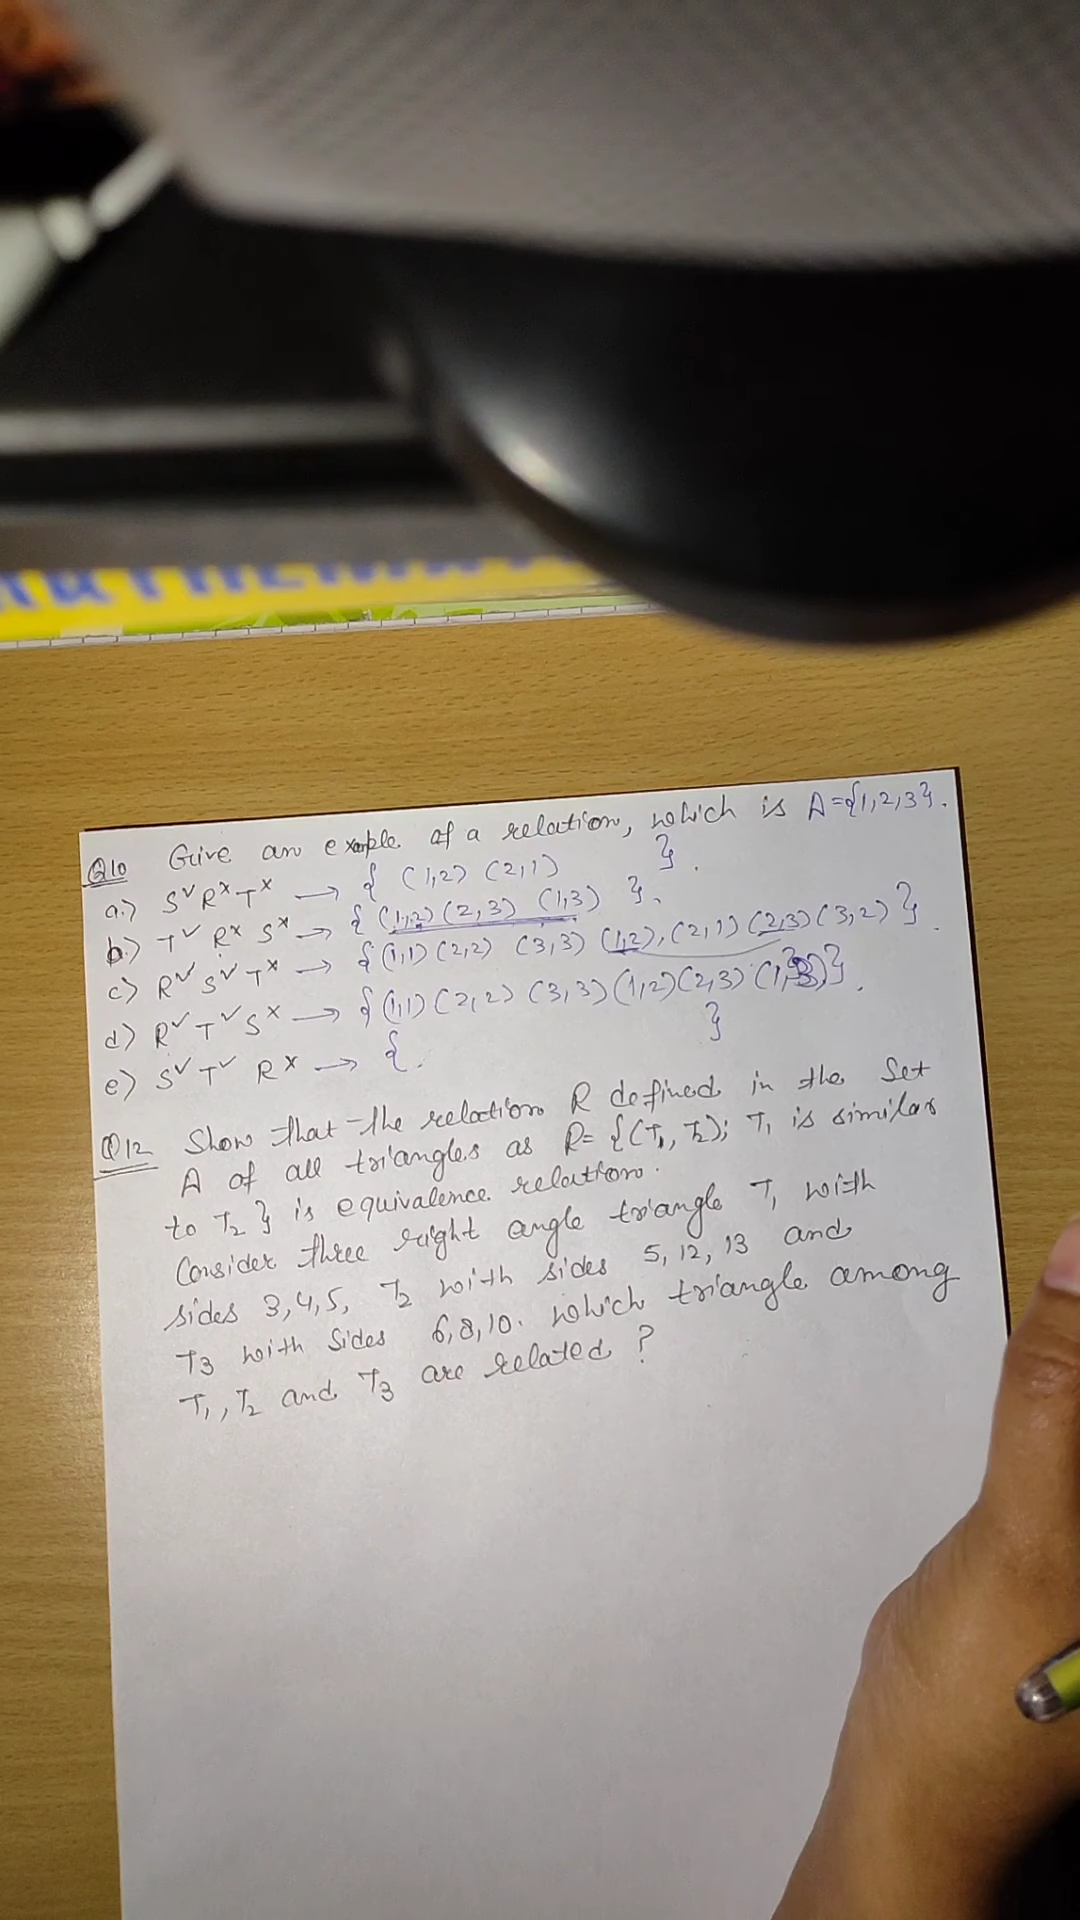 Q10 Give an example of a relation, which is A={1,2,3}.
a.) S✓ R× T× → { (1,2) (2,1) }.
b.) T✓ R× S× → { (1,2) (2,3) (1,3) }.
c) R✓ S✓ T× → { (1,1) (2,2) (3,3) (1,2), (2,1) (2,3) (3,2) }.
d) R✓ T✓ S× → { (1,1) (2,2) (3,3) (1,2) (2,3) (1,3) }.
e) S✓ T✓ R× → { . }
Q12 Show that the relation R defined in the Set
A of all triangles as R= {(T₁, T₂); T₁ is similar
to T₂ } is equivalence relation.
Consider three right angle triangle T₁ with
sides 3,4,5, T₂ with sides 5, 12, 13 and
T₃ with Sides 6,8,10. which triangle among
T₁, T₂ and T₃ are related ?